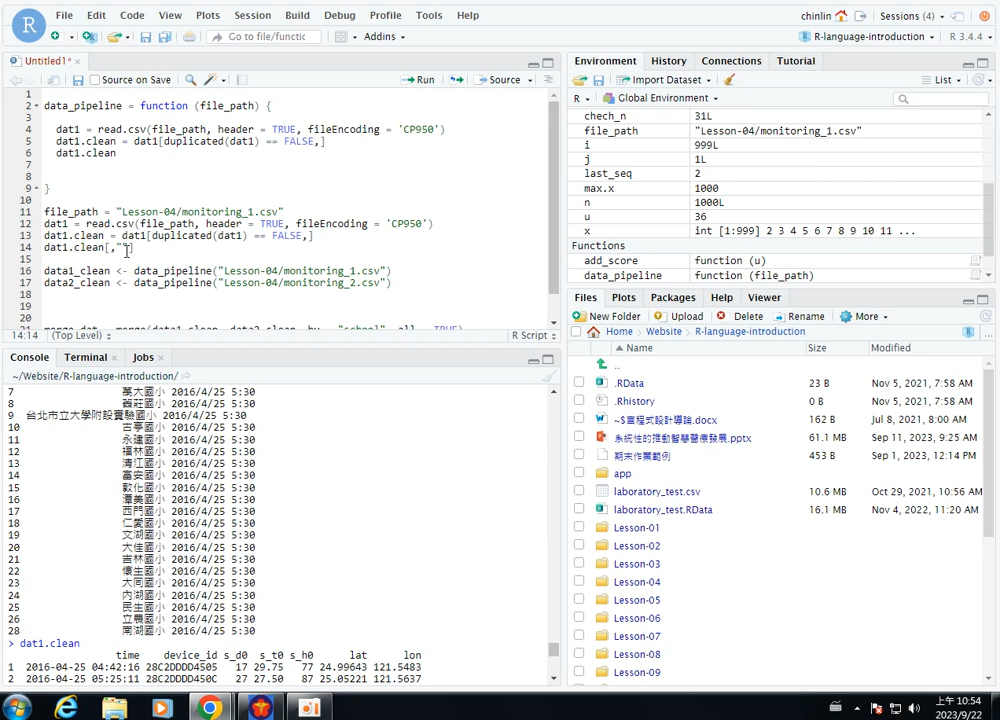 File Edit Code View Plots Session Build Debug Profile Tools Help
chinlin Sessions (4)
Go to file/functic Addins
R-language-introduction R 3.4.4
Untitled1*
Source on Save Run Source
1
2 data_pipeline = function (file_path) {
3
4 dat1 = read.csv(file_path, header = TRUE, fileEncoding = 'CP950')
5 dat1.clean = dat1[duplicated(dat1) == FALSE,]
6 dat1.clean
7
8
9 }
10
11 file_path = "Lesson-04/monitoring_1.csv"
12 dat1 = read.csv(file_path, header = TRUE, fileEncoding = 'CP950')
13 dat1.clean = dat1[duplicated(dat1) == FALSE,]
14 dat1.clean[,""]
15
16 data1_clean <- data_pipeline("Lesson-04/monitoring_1.csv")
17 data2_clean <- data_pipeline("Lesson-04/monitoring_2.csv")
18
19
20
14:14 (Top Level) R Script
Console Terminal Jobs
~/Website/R-language-introduction/
7 萬大國小 2016/4/25 5:30
8 舊莊國小 2016/4/25 5:30
9 台北市立大學附設實驗國小 2016/4/25 5:30
10 古亭國小 2016/4/25 5:30
11 永建國小 2016/4/25 5:30
12 福林國小 2016/4/25 5:30
13 清江國小 2016/4/25 5:30
14 富安國小 2016/4/25 5:30
15 敦化國小 2016/4/25 5:30
16 潭美國小 2016/4/25 5:30
17 西門國小 2016/4/25 5:30
18 仁愛國小 2016/4/25 5:30
19 文湖國小 2016/4/25 5:30
20 大佳國小 2016/4/25 5:30
21 吉林國小 2016/4/25 5:30
22 懷生國小 2016/4/25 5:30
23 大同國小 2016/4/25 5:30
24 內湖國小 2016/4/25 5:30
25 民生國小 2016/4/25 5:30
26 立農國小 2016/4/25 5:30
28 南湖國小 2016/4/25 5:30
> dat1.clean
time device_id s_d0 s_t0 s_h0 lat lon
1 2016-04-25 04:42:16 28C2DDDD4505 17 29.75 77 24.99643 121.5483
2 2016-04-25 05:25:11 28C2DDDD450C 27 27.50 87 25.05221 121.5637
Environment History Connections Tutorial
Import Dataset List
R Global Environment
chech_n 31L
file_path "Lesson-04/monitoring_1.csv"
i 999L
j 1L
last_seq 2
max.x 1000
n 1000L
u 36
x int [1:999] 2 3 4 5 6 7 8 9 10 11 ...
Functions
add_score function (u)
data_pipeline function (file_path)
Files Plots Packages Help Viewer
New Folder Upload Delete Rename More
Home Website R-language-introduction
Name Size Modified
..
.RData 23 B Nov 5, 2021, 7:58 AM
.Rhistory 0 B Nov 5, 2021, 7:58 AM
~$言程式設計導論.docx 162 B Jul 8, 2021, 8:00 AM
系統性的推動智慧醫療發展.pptx 61.1 MB Sep 11, 2023, 9:25 AM
期末作業範例 453 B Sep 1, 2023, 12:14 PM
app
laboratory_test.csv 10.6 MB Oct 29, 2021, 10:56 AM
laboratory_test.RData 16.1 MB Nov 4, 2022, 11:20 AM
Lesson-01
Lesson-02
Lesson-03
Lesson-04
Lesson-05
Lesson-06
Lesson-07
Lesson-08
Lesson-09
上午 10:54
2023/9/22